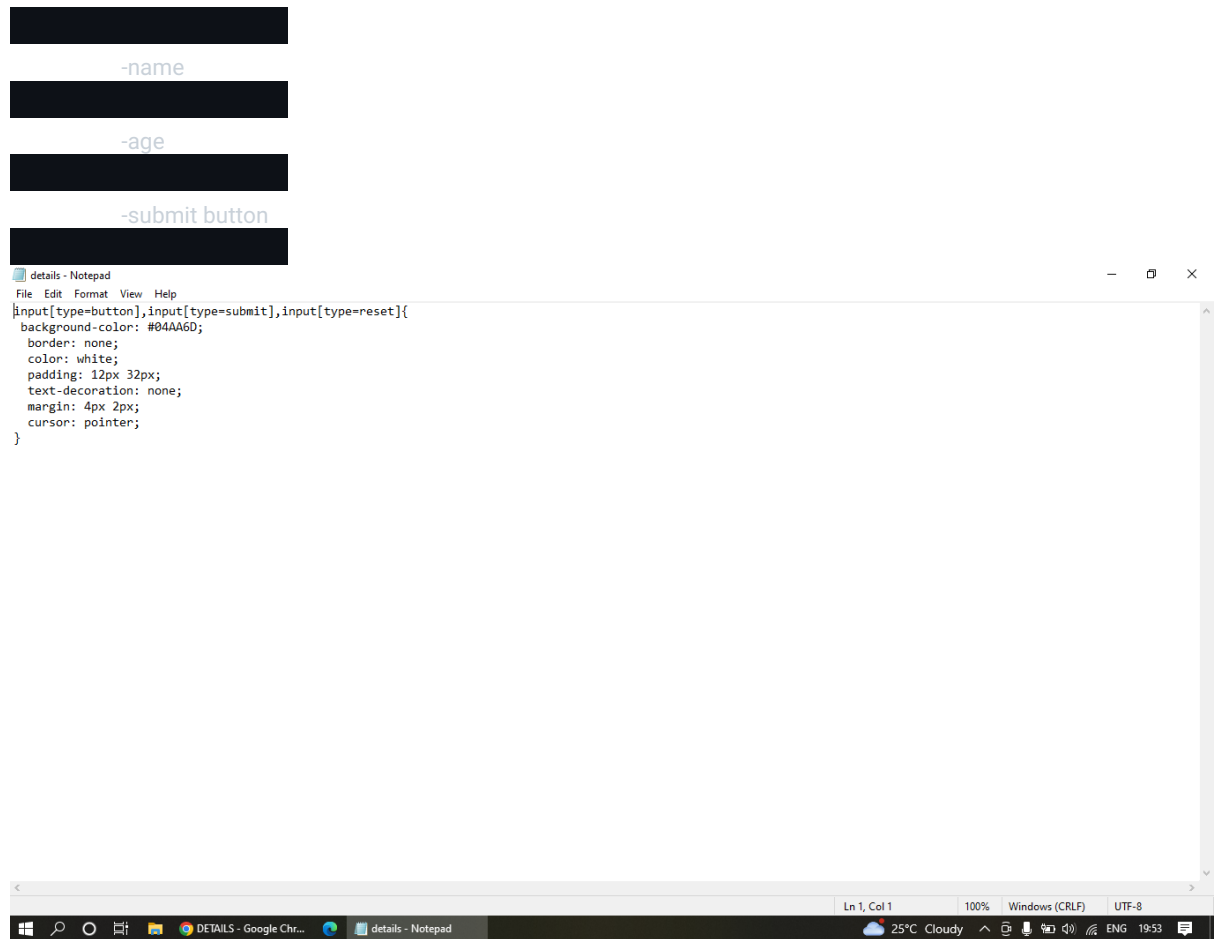 -name
-age
-submit button
details - Notepad
File Edit Format View Help
input[type=button],input[type=submit],input[type=reset]{
background-color: #04AA6D;
border: none;
color: white;
padding: 12px 32px;
text-decoration: none;
margin: 4px 2px;
cursor: pointer;
}
Ln 1, Col 1 100% Windows (CRLF) UTF-8
DETAILS - Google Chr... details - Notepad 25°C Cloudy ENG 19:53